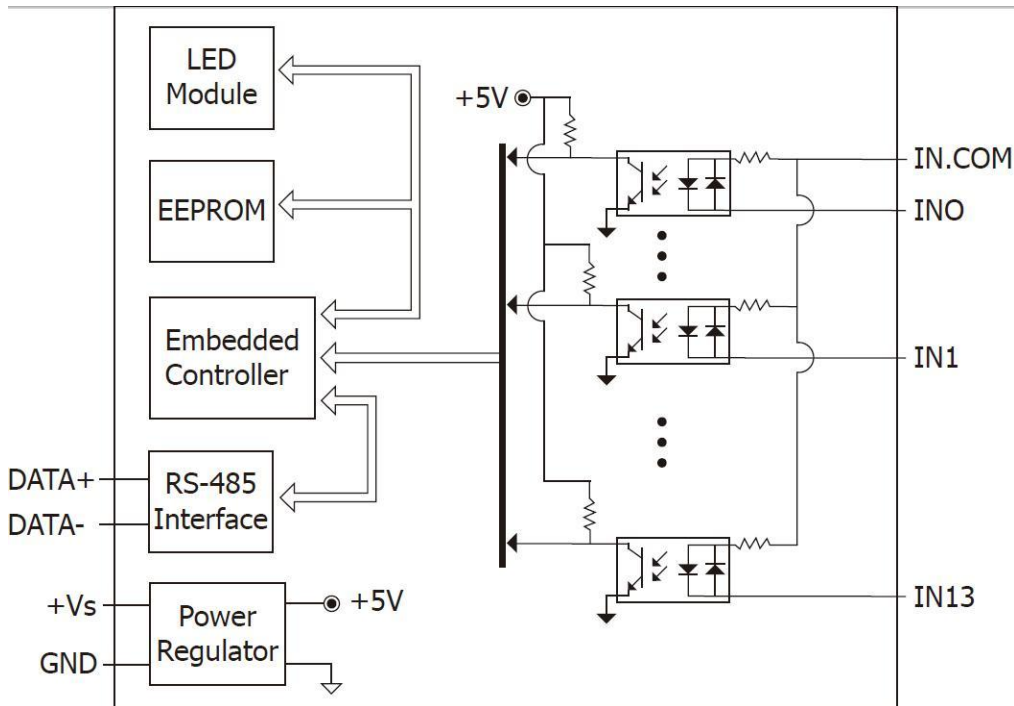 LED
Module
EEPROM
Embedded
Controller
RS-485
Interface
DATA+
DATA-
+Vs
GND
Power
Regulator
+5V
+5V
IN.COM
INO
IN1
IN13